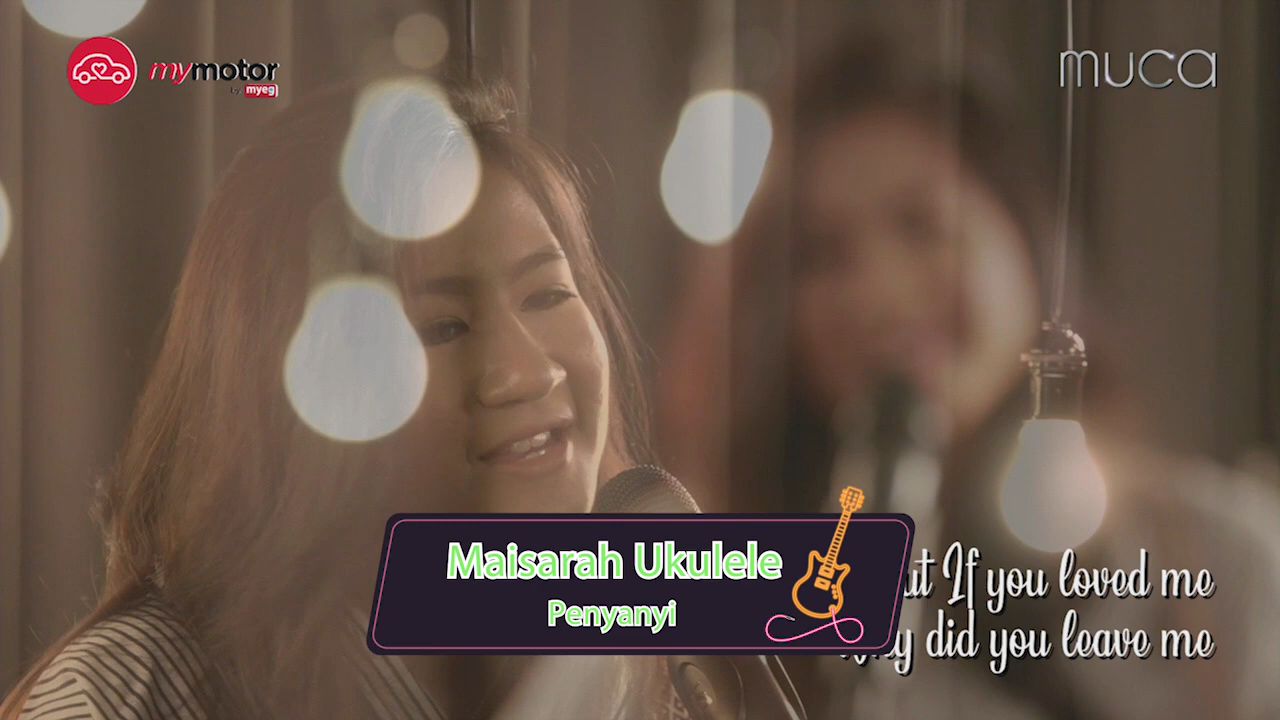 mymotor
by myeg
muca
Maisarah Ukulele
Penyanyi
If you loved me
did you leave me